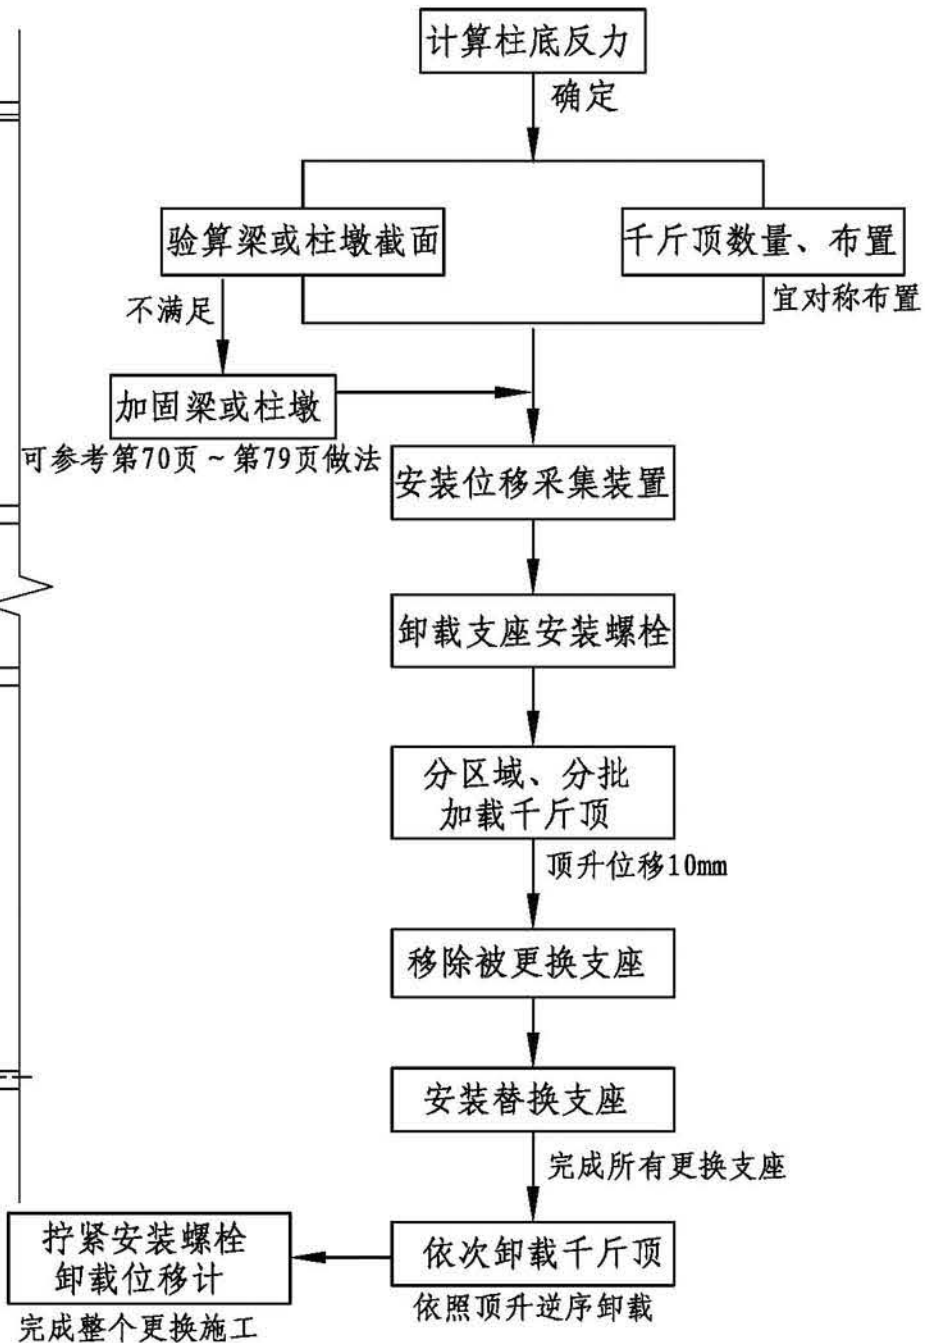 计算柱底反力
确定
验算梁或柱墩截面
千斤顶数量、布置
不满足
宜对称布置
加固梁或柱墩
可参考第70页~第79页做法
安装位移采集装置
卸载支座安装螺栓
分区域、分批
加载千斤顶
顶升位移10mm
移除被更换支座
安装替换支座
完成所有更换支座
依次卸载千斤顶
依照顶升逆序卸载
拧紧安装螺栓
卸载位移计
完成整个更换施工